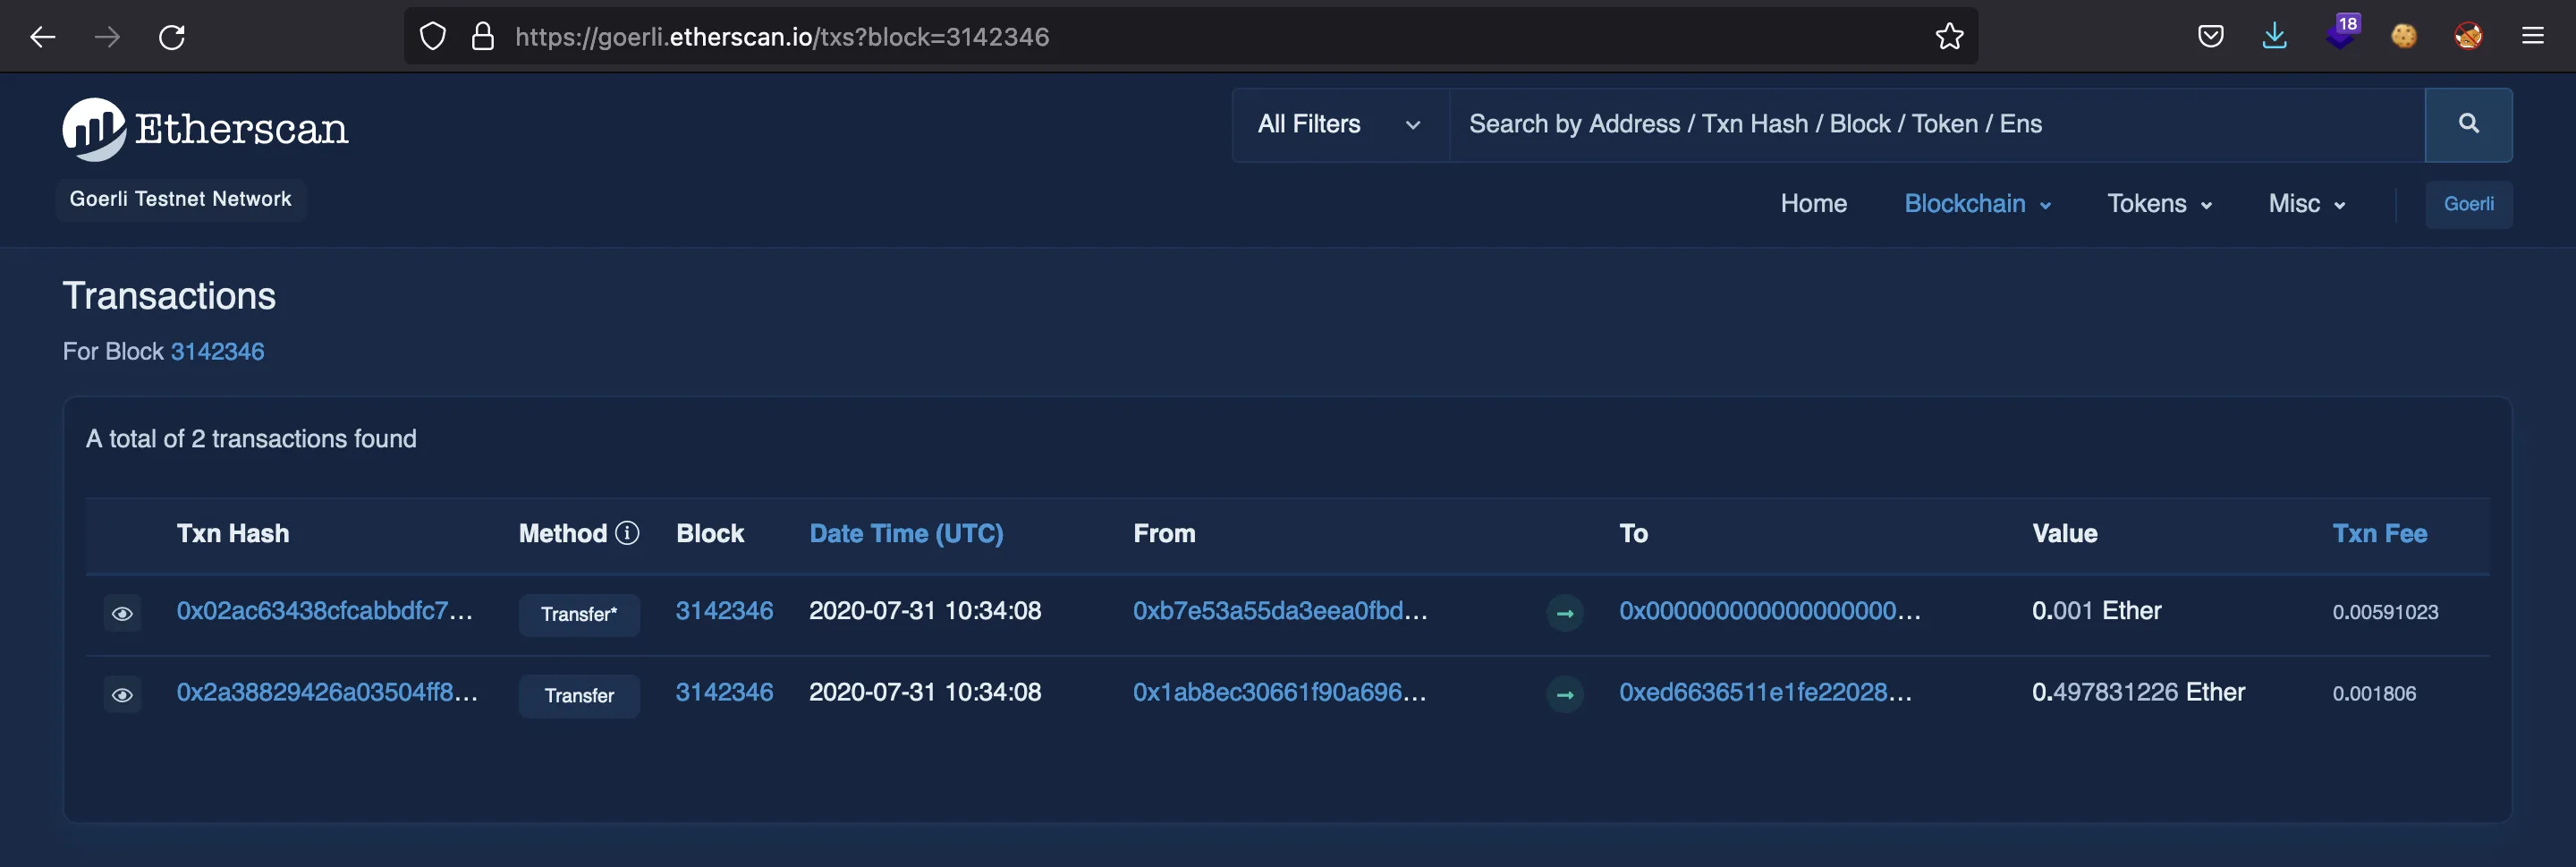 https://goerli.etherscan.io/txs?block=3142346
18
Etherscan
All Filters
Search by Address / Txn Hash / Block / Token / Ens
Goerli Testnet Network
Home Blockchain Tokens Misc Goerli
Transactions
For Block 3142346
A total of 2 transactions found
Txn Hash Method Block Date Time (UTC) From To Value Txn Fee
0x02ac63438cfcabbdfc7... Transfer* 3142346 2020-07-31 10:34:08 0xb7e53a55da3eea0fbd... 0x000000000000000000... 0.001 Ether 0.00591023
0x2a38829426a03504ff8... Transfer 3142346 2020-07-31 10:34:08 0x1ab8ec30661f90a696... 0xed6636511e1fe22028... 0.497831226 Ether 0.001806